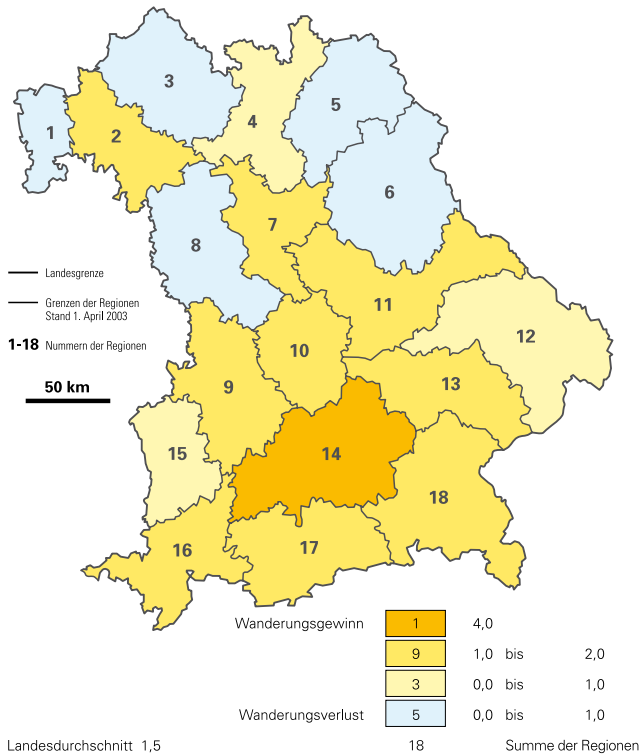 3
5
4
1
2
6
7
8
Landesgrenze
Grenzen der Regionen
Stand 1. April 2003
11
12
1-18 Nummern der Regionen
10
50 km
9
13
15
14
18
16
17
Wanderungsgewinn 1 4,0
9 1,0 bis 2,0
3 0,0 bis 1,0
Wanderungsverlust 5 0,0 bis 1,0
Landesdurchschnitt 1,5 18 Summe der Regionen